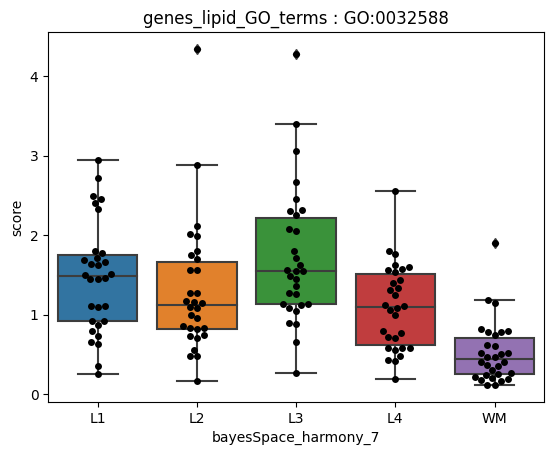 genes_lipid_GO_terms : GO:0032588
4
3
2
1
0
score
L1 L2 L3 L4 WM
bayesSpace_harmony_7